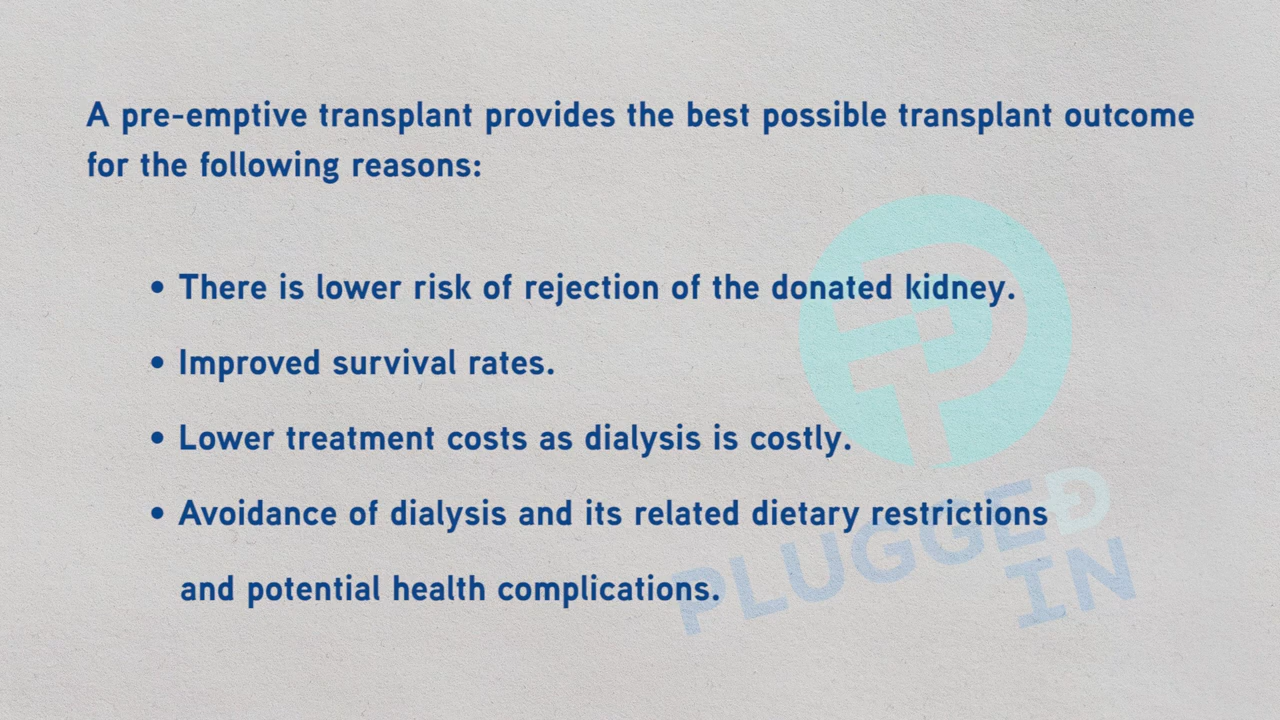 A pre-emptive transplant provides the best possible transplant outcome
for the following reasons:
• There is lower risk of rejection of the donated kidney.
• Improved survival rates.
• Lower treatment costs as dialysis is costly.
• Avoidance of dialysis and its related dietary restrictions
and potential health complications.
PLUGGED
IN